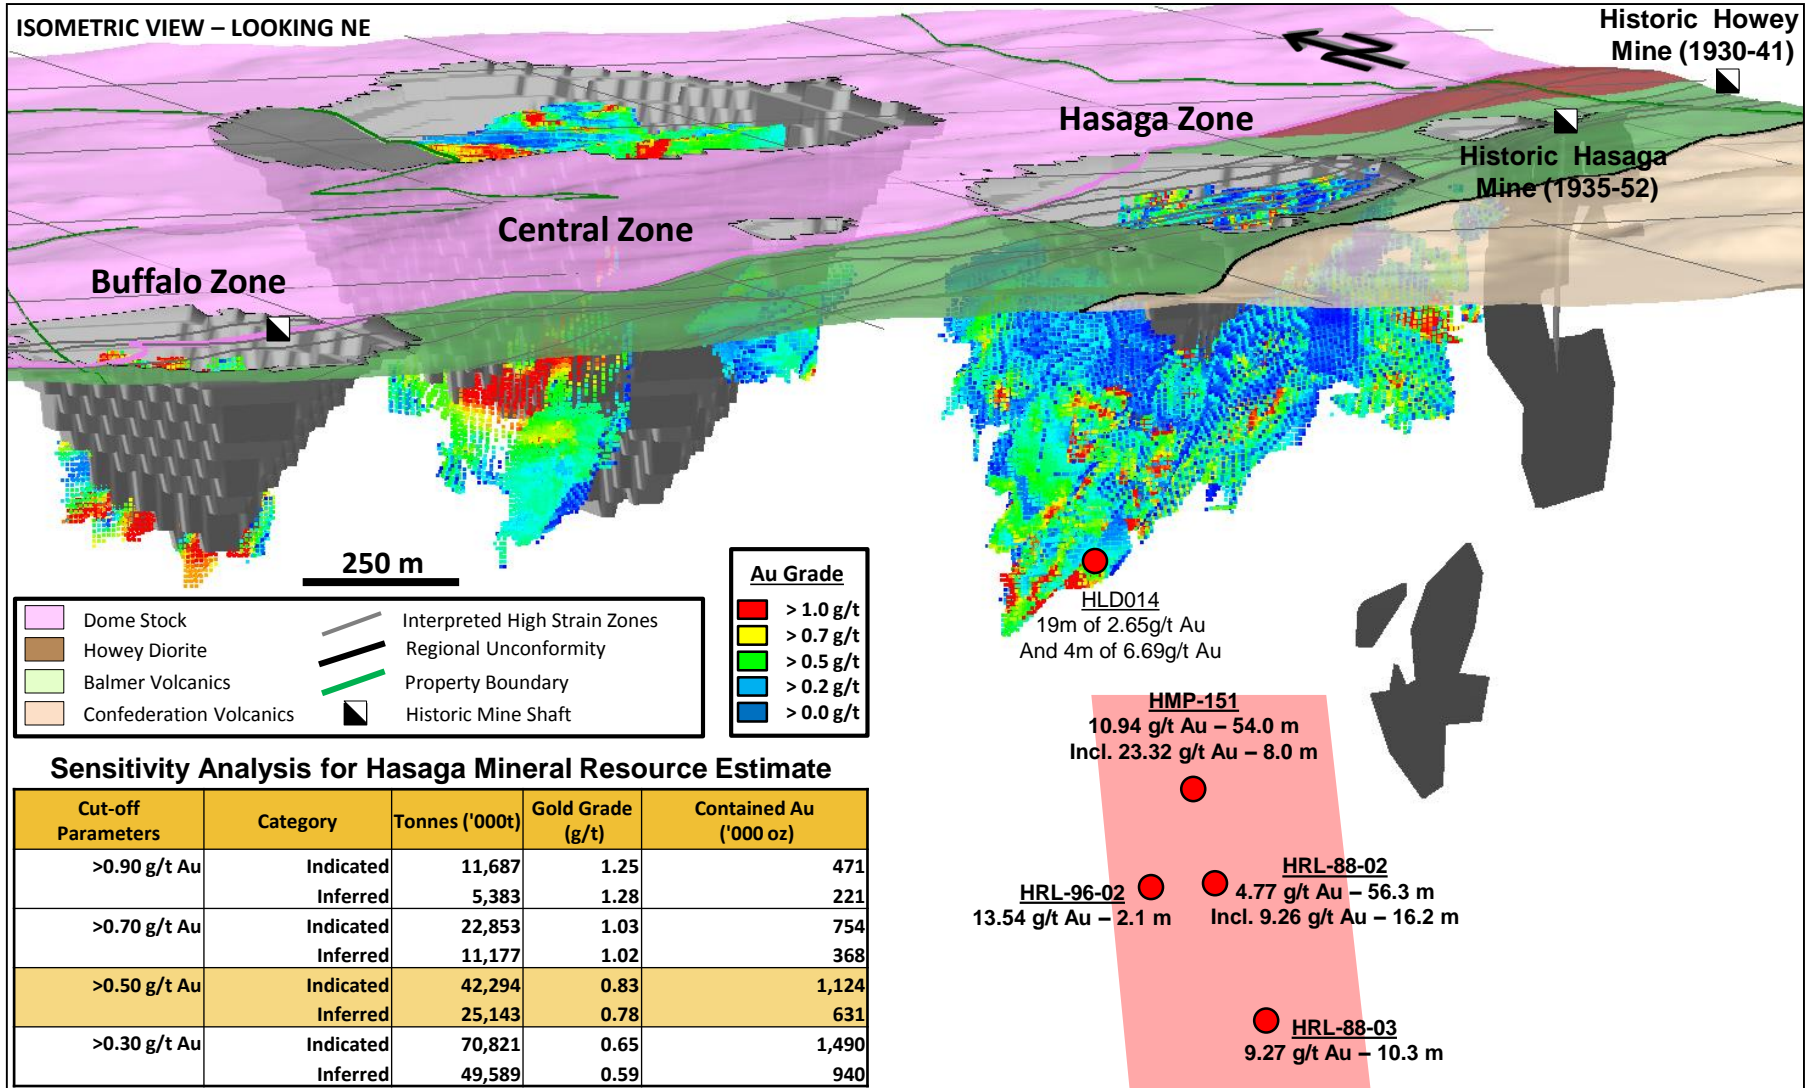 ISOMETRIC VIEW – LOOKING NE
N
Historic Howey
Mine (1930-41)
Hasaga Zone
Historic Hasaga
Mine (1935-52)
Central Zone
Buffalo Zone
250 m
Dome Stock
Howey Diorite
Balmer Volcanics
Confederation Volcanics
Interpreted High Strain Zones
Regional Unconformity
Property Boundary
Historic Mine Shaft
Au Grade
> 1.0 g/t
> 0.7 g/t
> 0.5 g/t
> 0.2 g/t
> 0.0 g/t
HLD014
19m of 2.65g/t Au
And 4m of 6.69g/t Au
HMP-151
10.94 g/t Au – 54.0 m
Incl. 23.32 g/t Au – 8.0 m
HRL-96-02
13.54 g/t Au – 2.1 m
HRL-88-02
4.77 g/t Au – 56.3 m
Incl. 9.26 g/t Au – 16.2 m
HRL-88-03
9.27 g/t Au – 10.3 m
Sensitivity Analysis for Hasaga Mineral Resource Estimate
Cut-off Parameters Category Tonnes ('000t) Gold Grade (g/t) Contained Au ('000 oz)
>0.90 g/t Au Indicated 11,687 1.25 471
Inferred 5,383 1.28 221
>0.70 g/t Au Indicated 22,853 1.03 754
Inferred 11,177 1.02 368
>0.50 g/t Au Indicated 42,294 0.83 1,124
Inferred 25,143 0.78 631
>0.30 g/t Au Indicated 70,821 0.65 1,490
Inferred 49,589 0.59 940